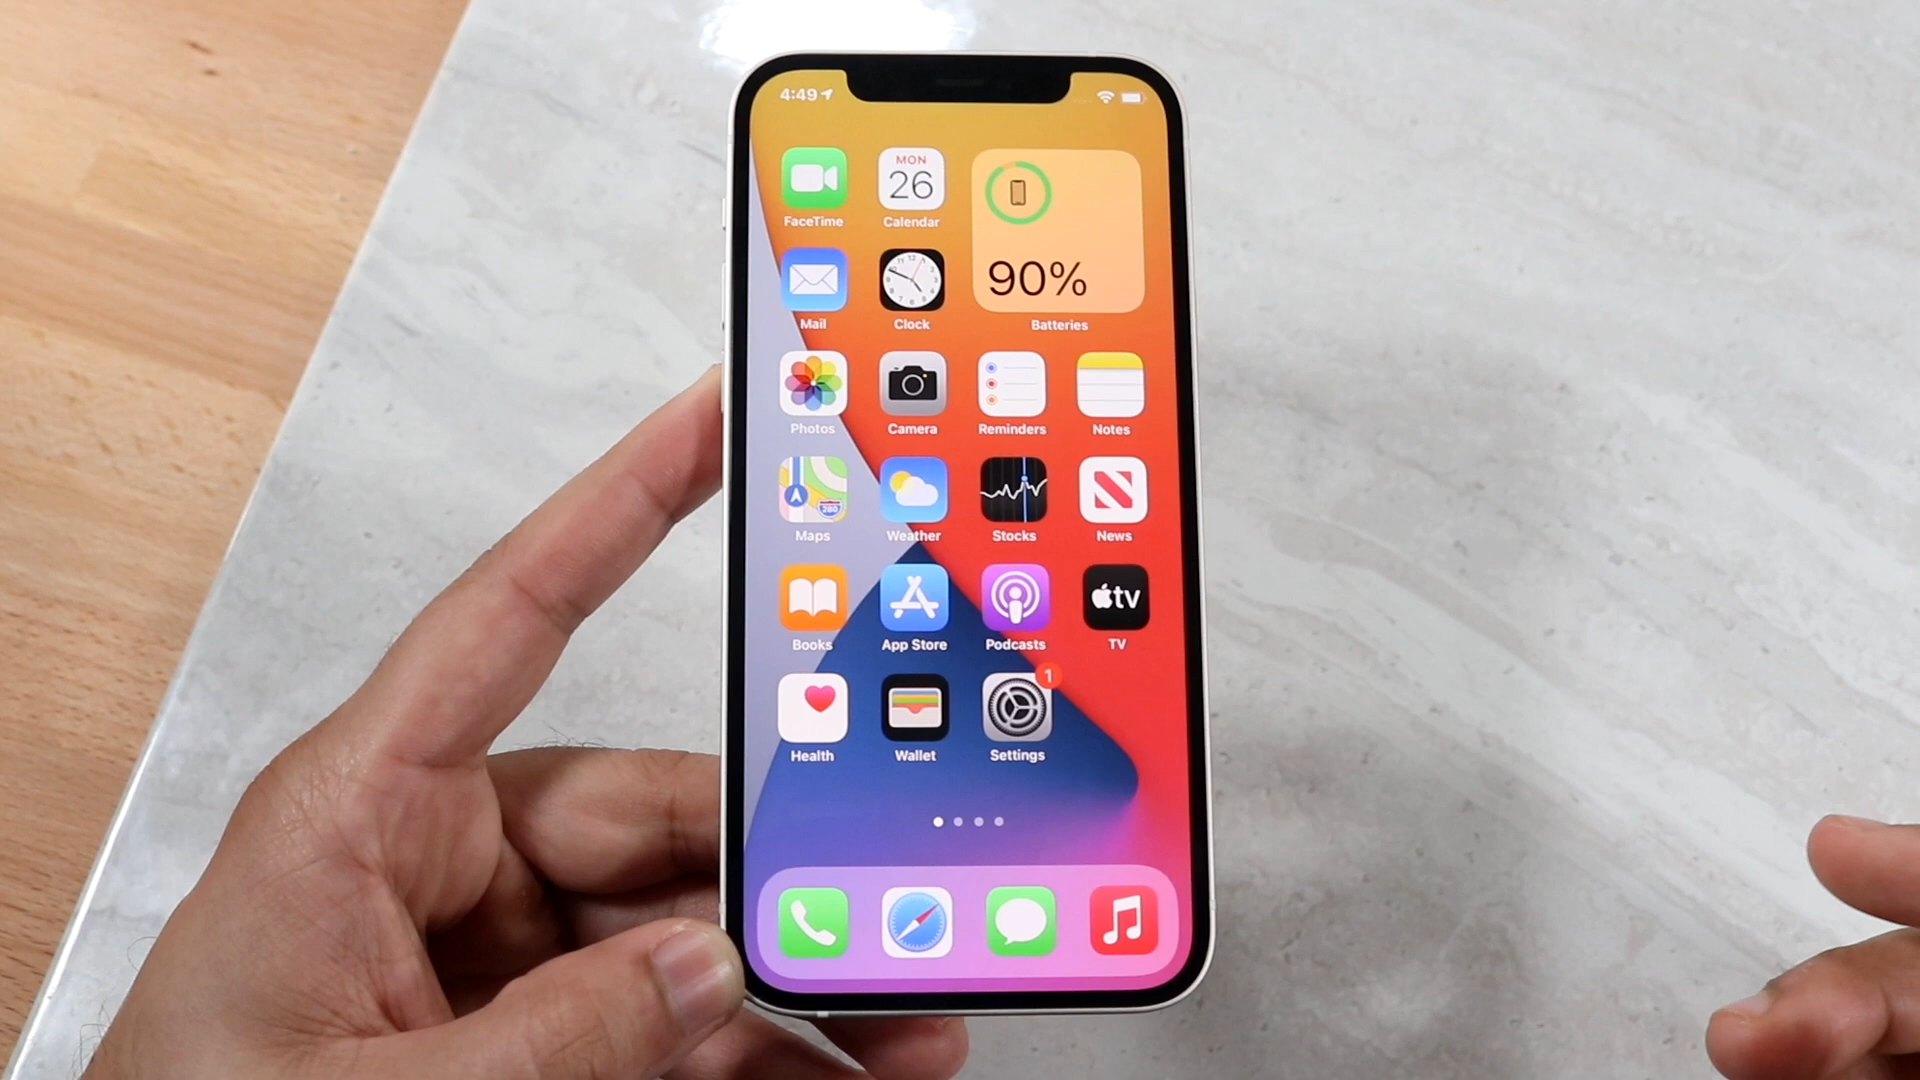 4:49
MON
26
FaceTime
Calendar
90%
Mail
Clock
Batteries
Photos
Camera
Reminders
Notes
280
Maps
Weather
Stocks
News
tv
Books
App Store
Podcasts
TV
1
Health
Wallet
Settings